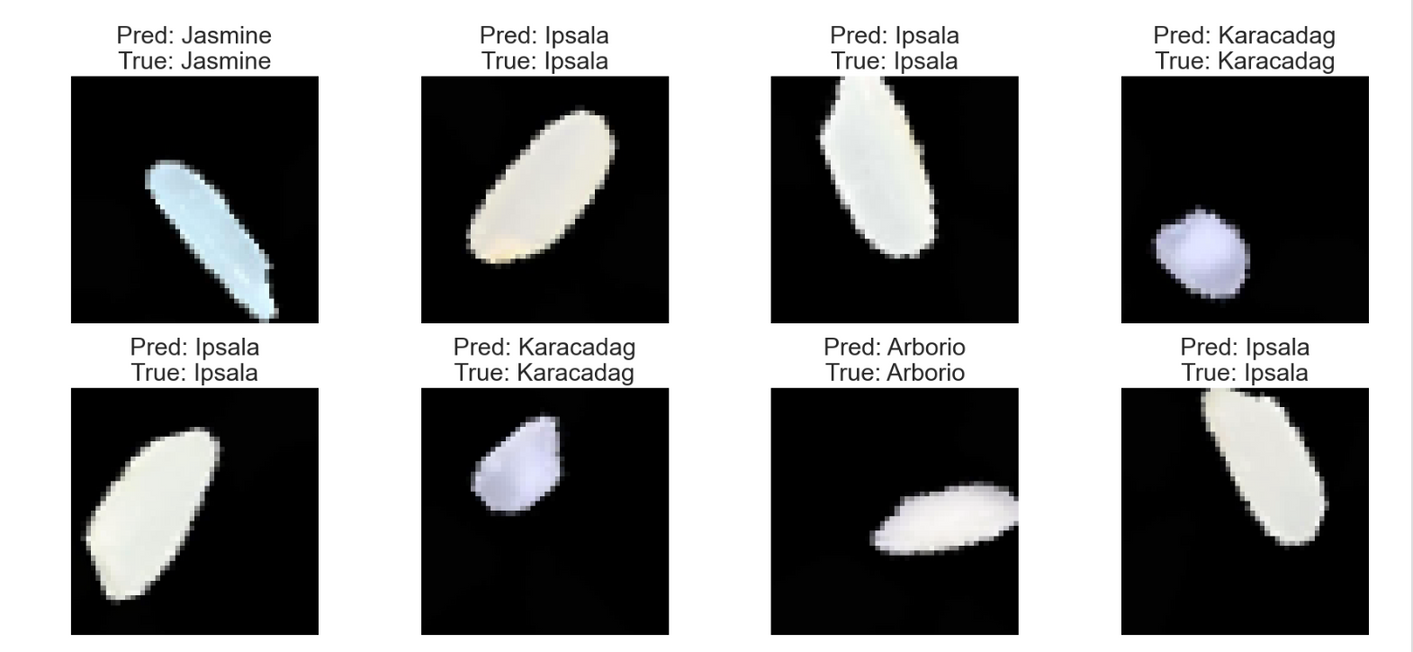 Pred: Jasmine
True: Jasmine
Pred: Ipsala
True: Ipsala
Pred: Ipsala
True: Ipsala
Pred: Karacadag
True: Karacadag
Pred: Ipsala
True: Ipsala
Pred: Karacadag
True: Karacadag
Pred: Arborio
True: Arborio
Pred: Ipsala
True: Ipsala